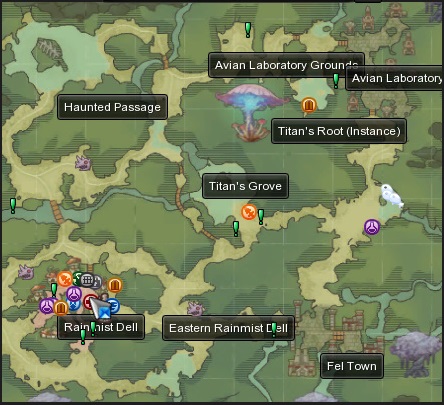 Avian Laboratory Grounds
Avian Laboratory
Haunted Passage
Titan's Root (Instance)
Titan's Grove
Rainmist Dell
Eastern Rainmist Dell
Fel Town